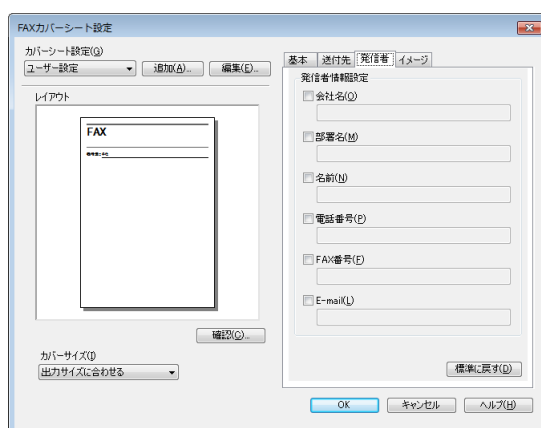 FAXカバーシート設定
カバーシート設定(G)
ユーザー設定
追加(A)...
編集(E)...
レイアウト
FAX
確認(C)...
カバーサイズ(I)
出力サイズに合わせる
基本 送付先 発信者 イメージ
発信者情報設定
会社名(O)
部署名(M)
名前(N)
電話番号(P)
FAX番号(F)
E-mail(L)
標準に戻す(D)
OK キャンセル ヘルプ(H)